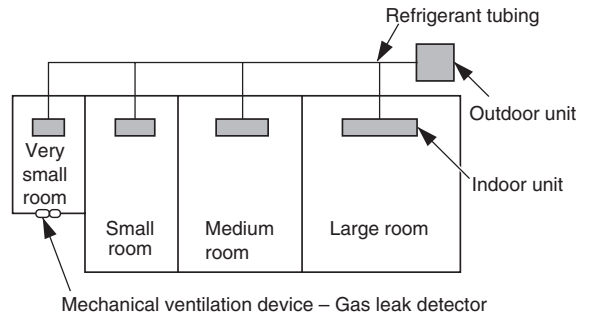 Refrigerant tubing
Outdoor unit
Indoor unit
Very
small
room
Small
room
Medium
room
Large room
Mechanical ventilation device – Gas leak detector